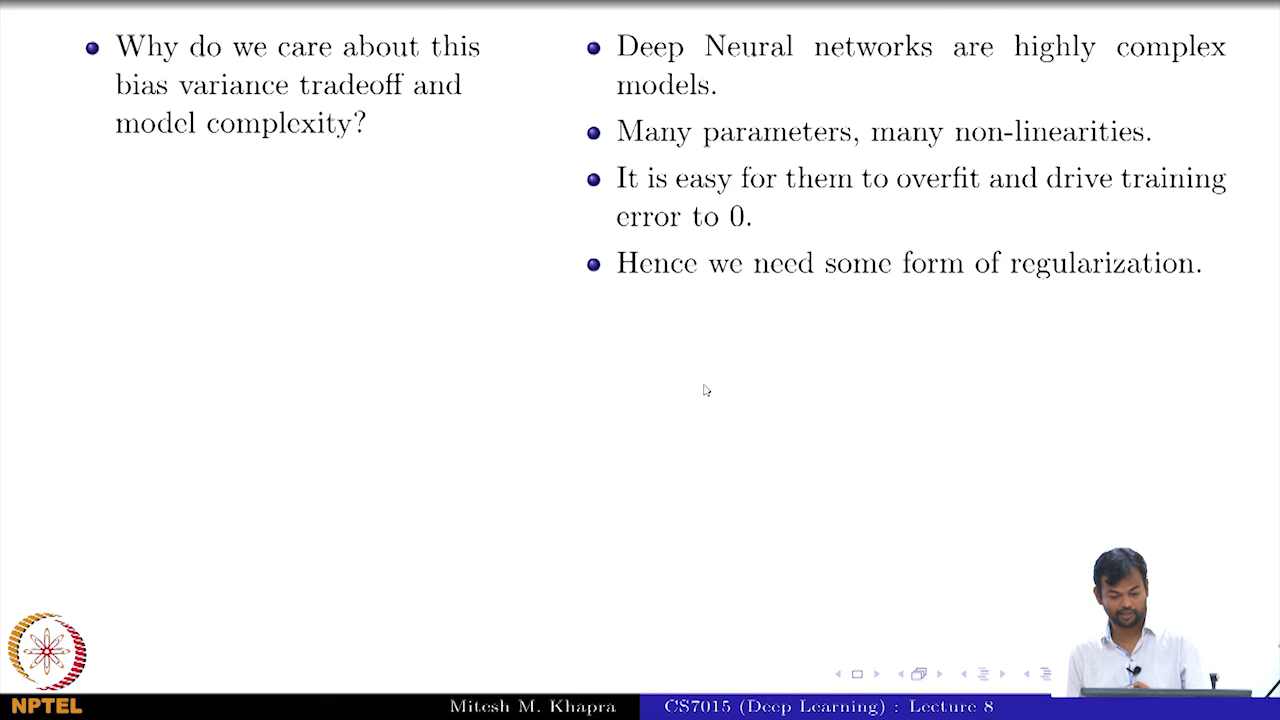 Why do we care about this
bias variance tradeoff and
model complexity?
Deep Neural networks are highly complex
models.
Many parameters, many non-linearities.
It is easy for them to overfit and drive training
error to 0.
Hence we need some form of regularization.
NPTEL
Mitesh M. Khapra
CS7015 (Deep Learning) : Lecture 8